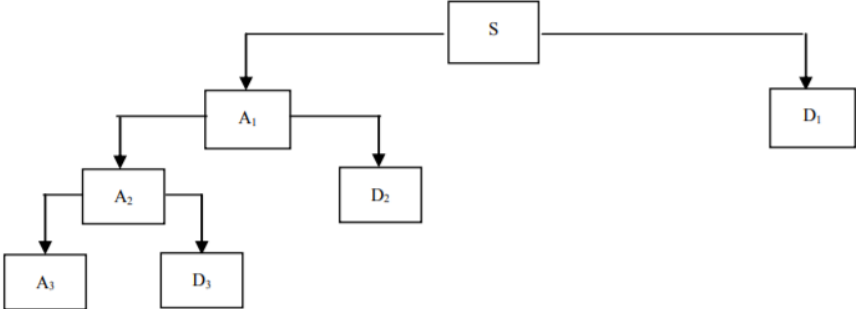 S
A₁
D₁
A₂
D₂
A₃
D₃